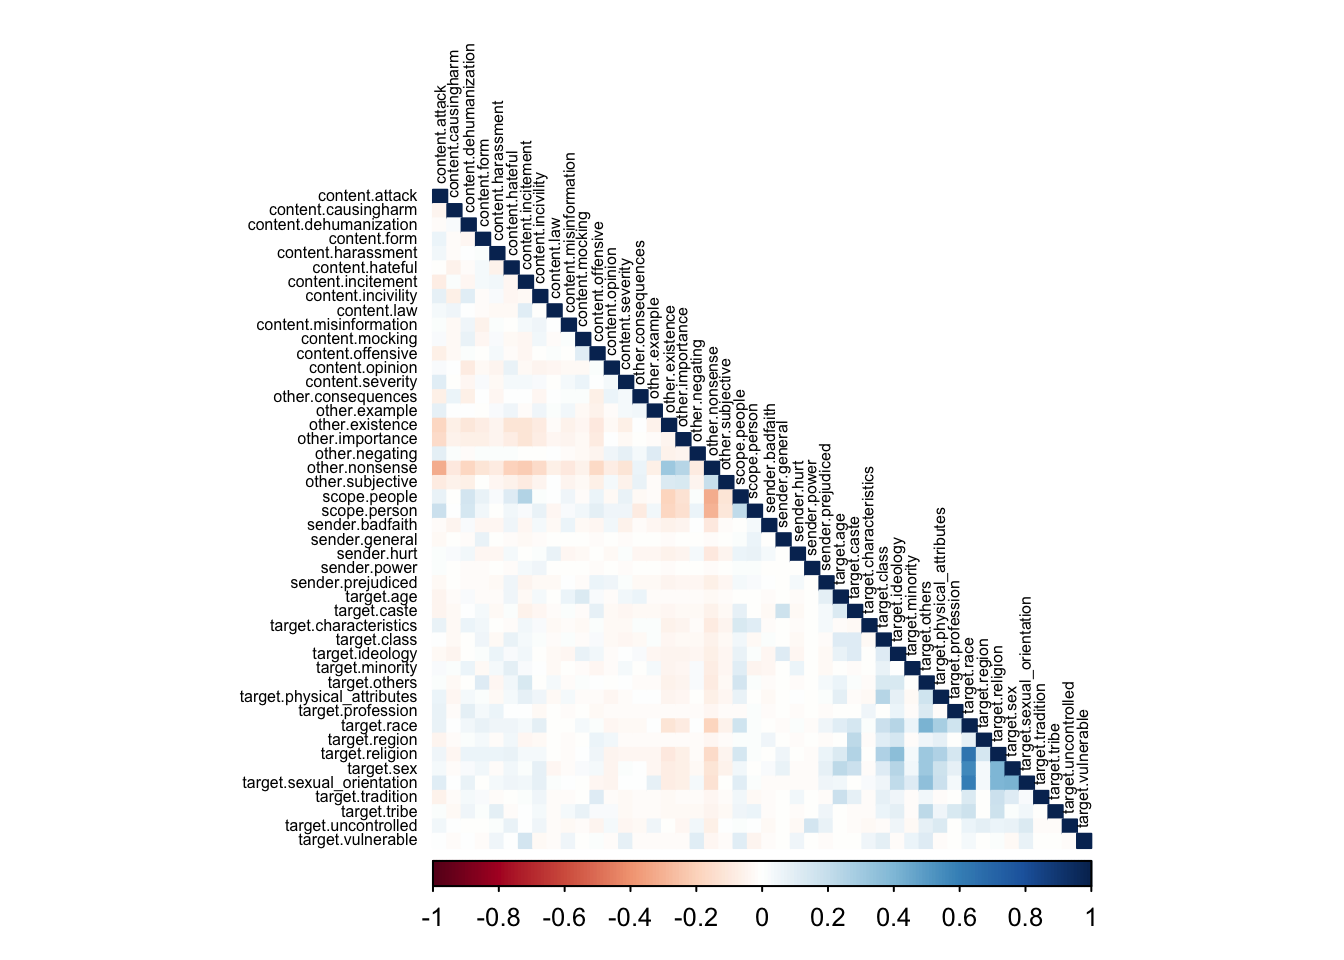 content.attack
content.causingharm
content.dehumanization
content.form
content.harassment
content.hateful
content.incitement
content.incivility
content.law
content.misinformation
content.mocking
content.offensive
content.opinion
content.severity
other.consequences
other.example
other.existence
other.importance
other.negating
other.nonsense
other.subjective
scope.people
scope.person
sender.badfaith
sender.general
sender.hurt
sender.power
sender.prejudiced
target.age
target.caste
target.characteristics
target.class
target.ideology
target.minority
target.others
target.physical_attributes
target.profession
target.race
target.region
target.religion
target.sex
target.sexual_orientation
target.tradition
target.tribe
target.uncontrolled
target.vulnerable
content.attack
content.causingharm
content.dehumanization
content.form
content.harassment
content.hateful
content.incitement
content.incivility
content.law
content.misinformation
content.mocking
content.offensive
content.opinion
content.severity
other.consequences
other.example
other.existence
other.importance
other.negating
other.nonsense
other.subjective
scope.people
scope.person
sender.badfaith
sender.general
sender.hurt
sender.power
sender.prejudiced
target.age
target.caste
target.characteristics
target.class
target.ideology
target.minority
target.others
target.physical_attributes
target.profession
target.race
target.region
target.religion
target.sex
target.sexual_orientation
target.tradition
target.tribe
target.uncontrolled
target.vulnerable
-1 -0.8 -0.6 -0.4 -0.2 0 0.2 0.4 0.6 0.8 1